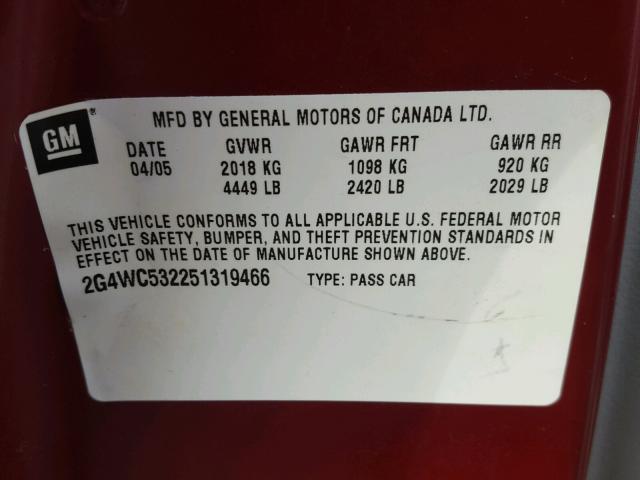 GM
MFD BY GENERAL MOTORS OF CANADA LTD.
DATE GVWR GAWR FRT GAWR RR
04/05 2018 KG 1098 KG 920 KG
4449 LB 2420 LB 2029 LB
THIS VEHICLE CONFORMS TO ALL APPLICABLE U.S. FEDERAL MOTOR
VEHICLE SAFETY, BUMPER, AND THEFT PREVENTION STANDARDS IN
EFFECT ON THE DATE OF MANUFACTURE SHOWN ABOVE.
2G4WC532251319466 TYPE: PASS CAR